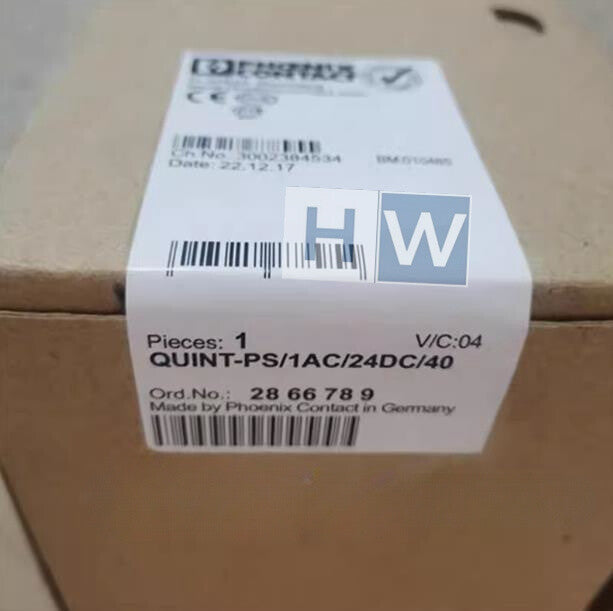 PHOENIX
CONTACT
CE
Ch.No. 3002384534
Date: 22.12.17
HW
Pieces: 1
V/C:04
QUINT-PS/1AC/24DC/40
Ord.No.: 28 66 78 9
Made by Phoenix Contact in Germany